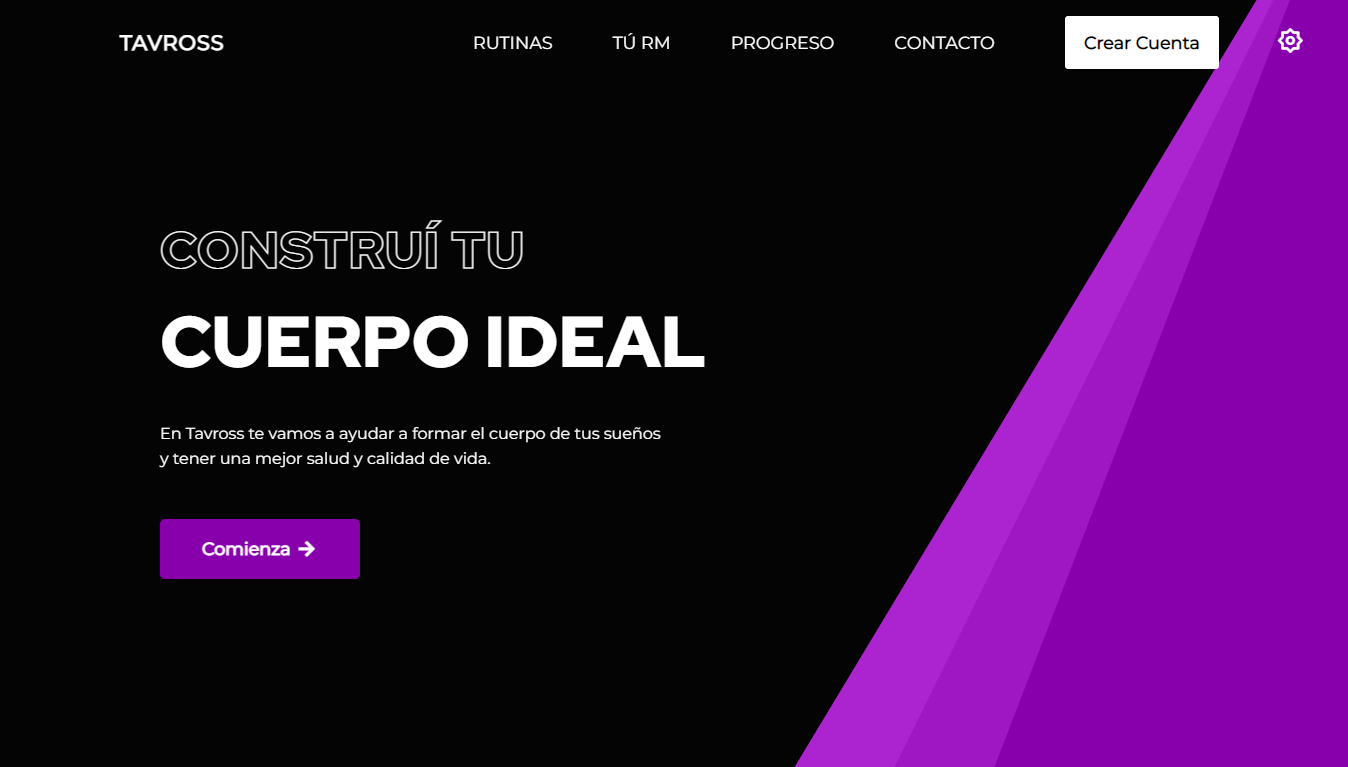 TAVROSS
RUTINAS
TÚ RM
PROGRESO
CONTACTO
Crear Cuenta
CONSTRUÍ TU
CUERPO IDEAL
En Tavross te vamos a ayudar a formar el cuerpo de tus sueños
y tener una mejor salud y calidad de vida.
Comienza